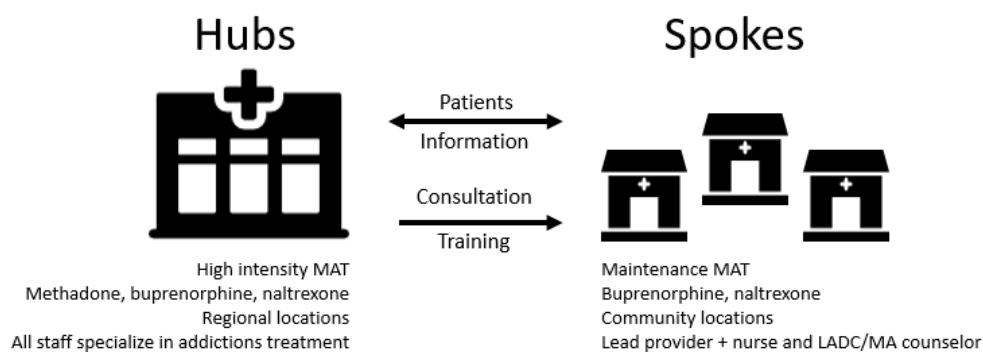 Hubs
Spokes
Patients
Information
Consultation
Training
High intensity MAT
Methadone, buprenorphine, naltrexone
Regional locations
All staff specialize in addictions treatment
Maintenance MAT
Buprenorphine, naltrexone
Community locations
Lead provider + nurse and LADC/MA counselor